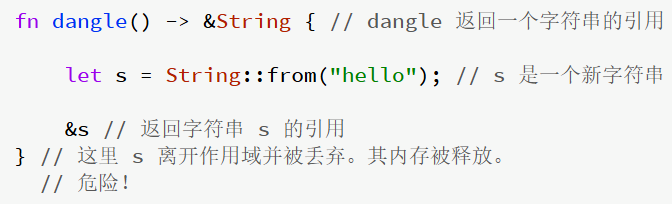 fn dangle() -> &String { // dangle 返回一个字符串的引用
let s = String::from("hello"); // s 是一个新字符串
&s // 返回字符串 s 的引用
} // 这里 s 离开作用域并被丢弃。其内存被释放。
// 危险！